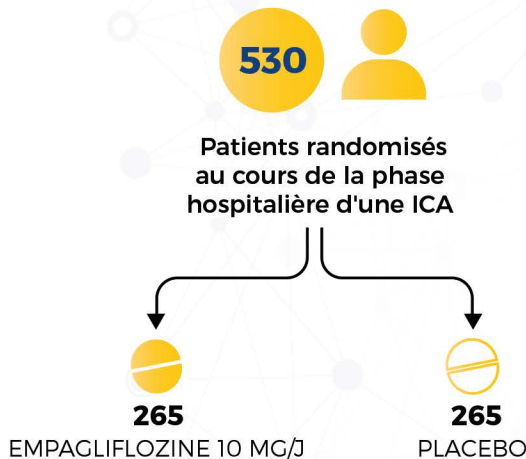 530
Patients randomisés
au cours de la phase
hospitalière d'une ICA
265
EMPAGLIFLOZINE 10 MG/J
265
PLACEBO